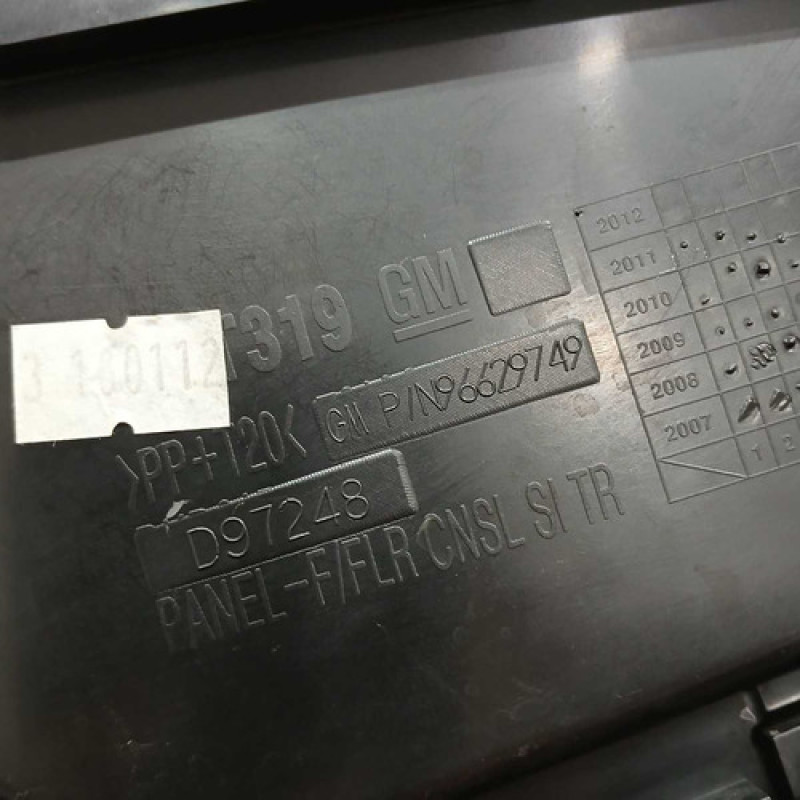 T319 GM
3 160112
>PP+T20<
GM P/N96629749
D97248
PANEL-F/FLR CNSL SI TR
2012
2011
2010
2009
2008
2007
1 2